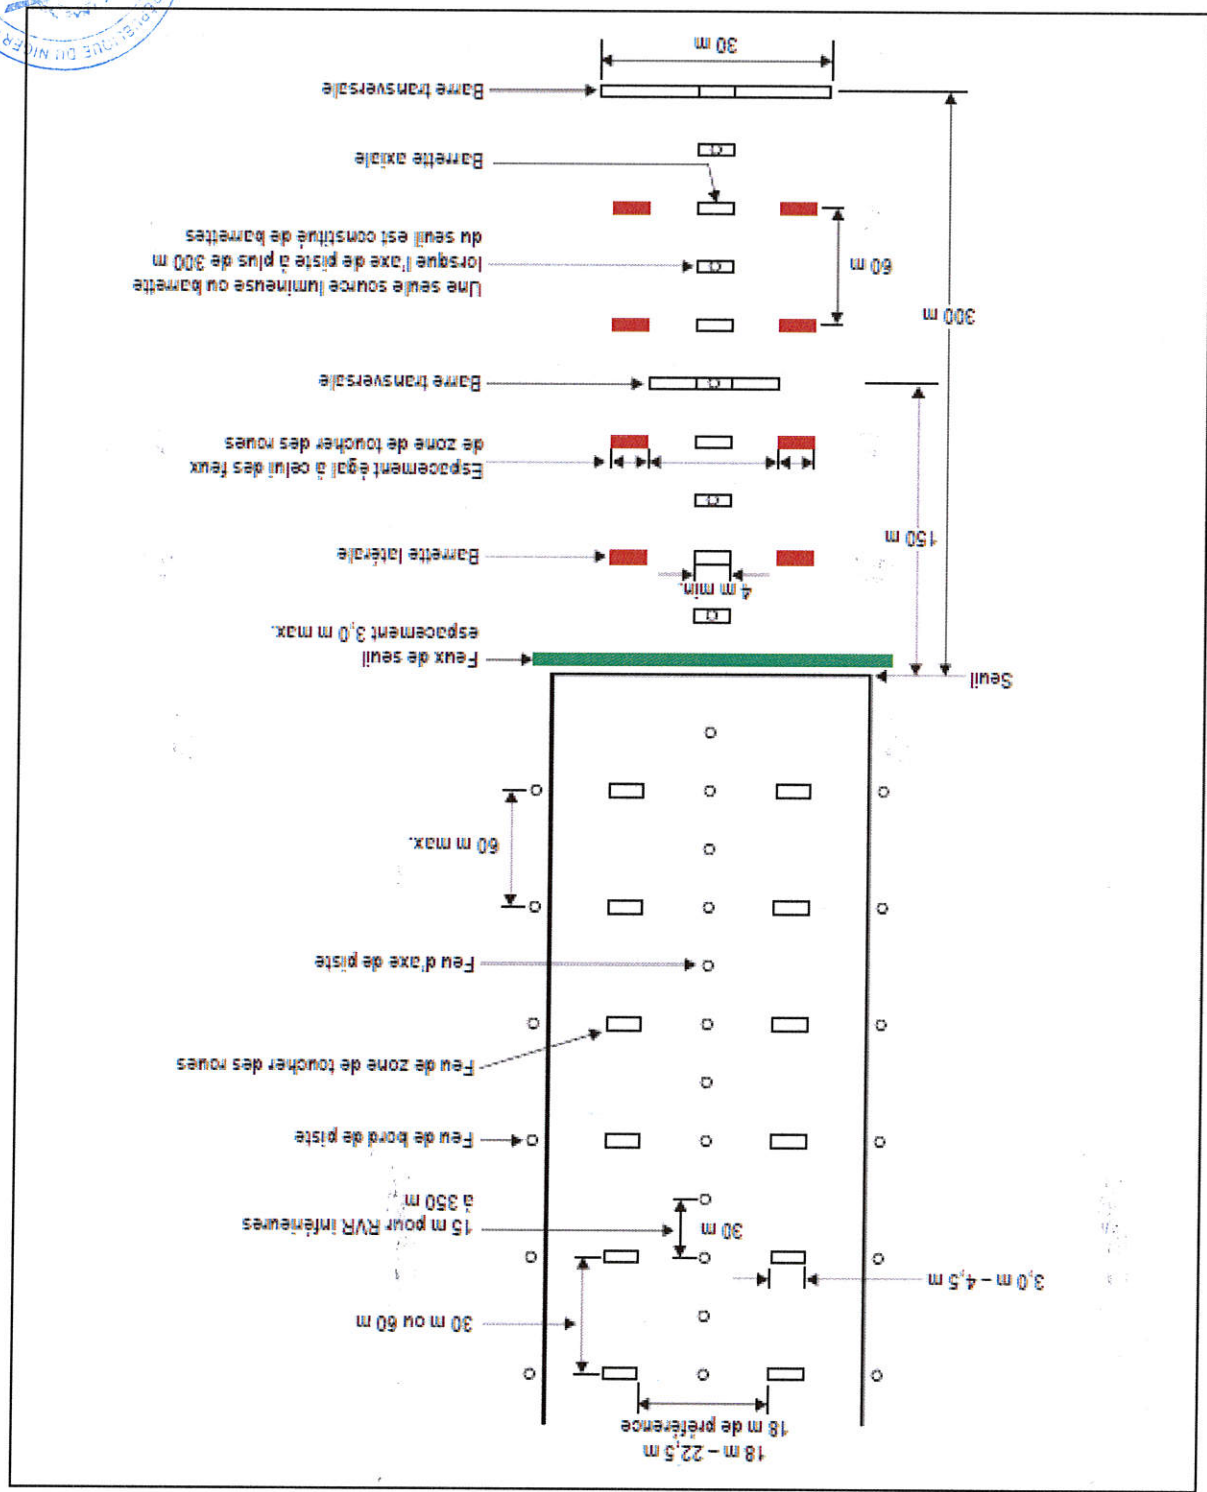 18 m – 22,5 m
18 m de préférence
30 m ou 60 m
3,0 m – 4,5 m
30 m
15 m pour RVR inférieures
à 350 m
Feu de bord de piste
Feu de zone de toucher des roues
Feu d'axe de piste
60 m max.
Seuil
Feux de seuil
espacement 3,0 m max.
4 m min.
Barrette latérale
150 m
Espacement égal à celui des feux
de zone de toucher des roues
Barre transversale
300 m
60 m
Une seule source lumineuse ou barrette
lorsque l'axe de piste à plus de 300 m
du seuil est constitué de barrettes
Barrette axiale
Barre transversale
30 m
REPUBLIQUE DU NIGER